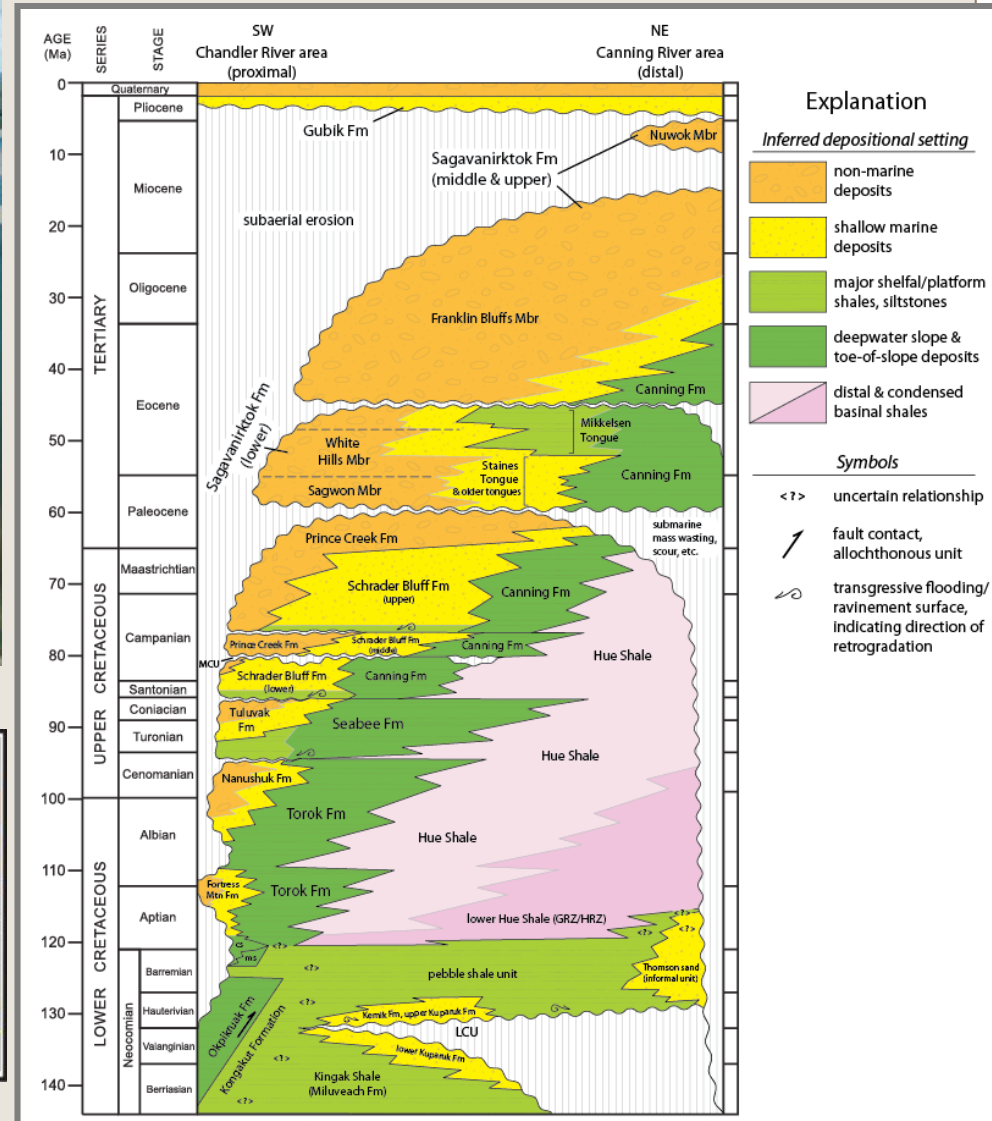 AGE
(Ma)
SERIES
STAGE
SW
Chandler River area
(proximal)
NE
Canning River area
(distal)
0
10
20
30
40
50
60
70
80
90
100
110
120
130
140
TERTIARY
UPPER CRETACEOUS
LOWER CRETACEOUS
Neocomian
Quaternary
Pliocene
Miocene
Oligocene
Eocene
Paleocene
Maastrichtian
Campanian
Santonian
Coniacian
Turonian
Cenomanian
Albian
Aptian
Barremian
Hauterivian
Valanginian
Berriasian
Gubik Fm
Nuwok Mbr
Sagavanirktok Fm
(middle & upper)
subaerial erosion
Franklin Bluffs Mbr
Canning Fm
Sagavanirktok Fm
(lower)
White
Hills Mbr
Sagwon Mbr
Mikkelsen
Tongue
Staines
Tongue
& older tongues
Canning Fm
submarine
mass wasting,
scour, etc.
Prince Creek Fm
Schrader Bluff Fm
(upper)
Canning Fm
Prince Creek Fm
Schrader Bluff Fm
(middle)
Canning Fm
Hue Shale
MCU
Schrader Bluff Fm
(lower)
Canning Fm
Tuluvak
Fm
Seabee Fm
Hue Shale
Nanushuk Fm
Torok Fm
Hue Shale
Fortress
Mtn Fm
Torok Fm
lower Hue Shale (GRZ/HRZ)
<?>
<?>
<?>
<?>
cs
ms
<?>
pebble shale unit
Thomson sand
(informal unit)
Okpikruak Fm
Kongakut Formation
<?>
Kemik Fm, upper Kuparuk Fm
LCU
lower Kuparuk Fm
<?>
Kingak Shale
(Miluveach Fm)
<?>
Explanation
Inferred depositional setting
non-marine
deposits
shallow marine
deposits
major shelfal/platform
shales, siltstones
deepwater slope &
toe-of-slope deposits
distal & condensed
basinal shales
Symbols
<?> uncertain relationship
fault contact,
allochthonous unit
transgressive flooding/
ravinement surface,
indicating direction of
retrogradation